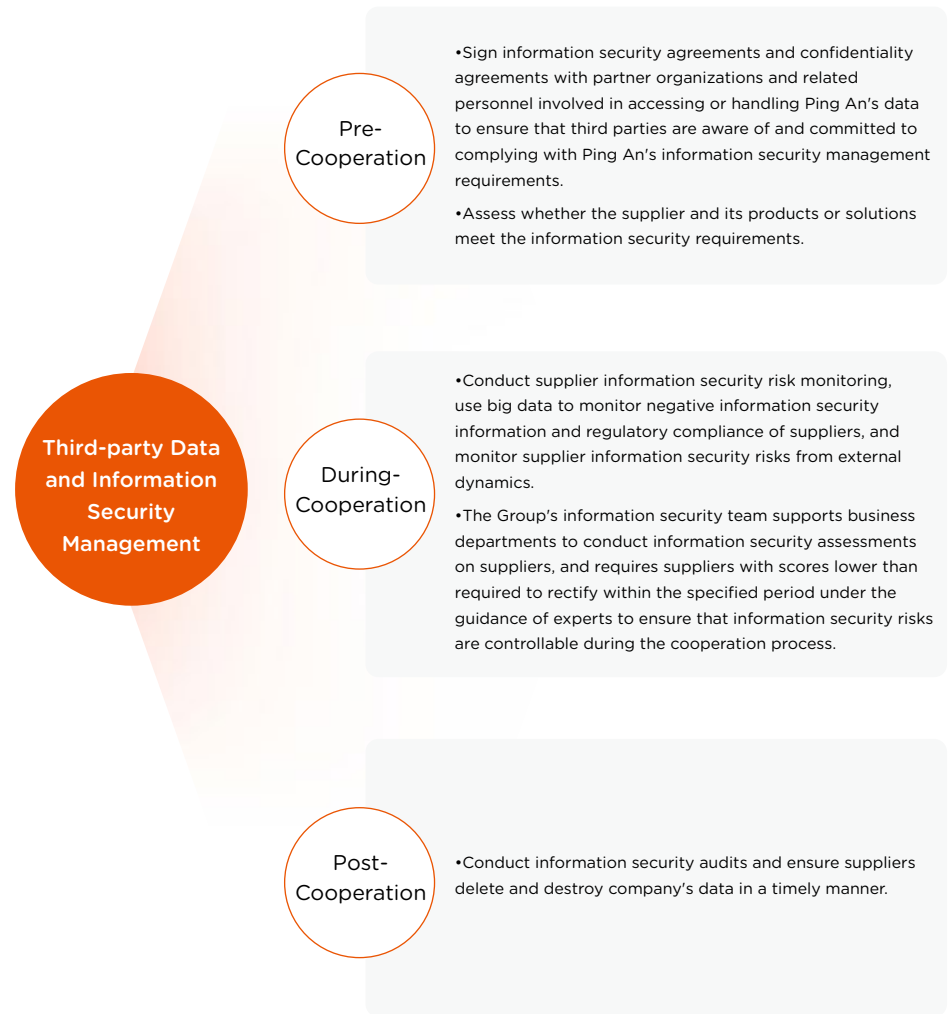 Third-party Data
and Information
Security
Management
Pre-
Cooperation
•Sign information security agreements and confidentiality
agreements with partner organizations and related
personnel involved in accessing or handling Ping An's data
to ensure that third parties are aware of and committed to
complying with Ping An's information security management
requirements.
•Assess whether the supplier and its products or solutions
meet the information security requirements.
During-
Cooperation
•Conduct supplier information security risk monitoring,
use big data to monitor negative information security
information and regulatory compliance of suppliers, and
monitor supplier information security risks from external
dynamics.
•The Group's information security team supports business
departments to conduct information security assessments
on suppliers, and requires suppliers with scores lower than
required to rectify within the specified period under the
guidance of experts to ensure that information security risks
are controllable during the cooperation process.
Post-
Cooperation
•Conduct information security audits and ensure suppliers
delete and destroy company's data in a timely manner.